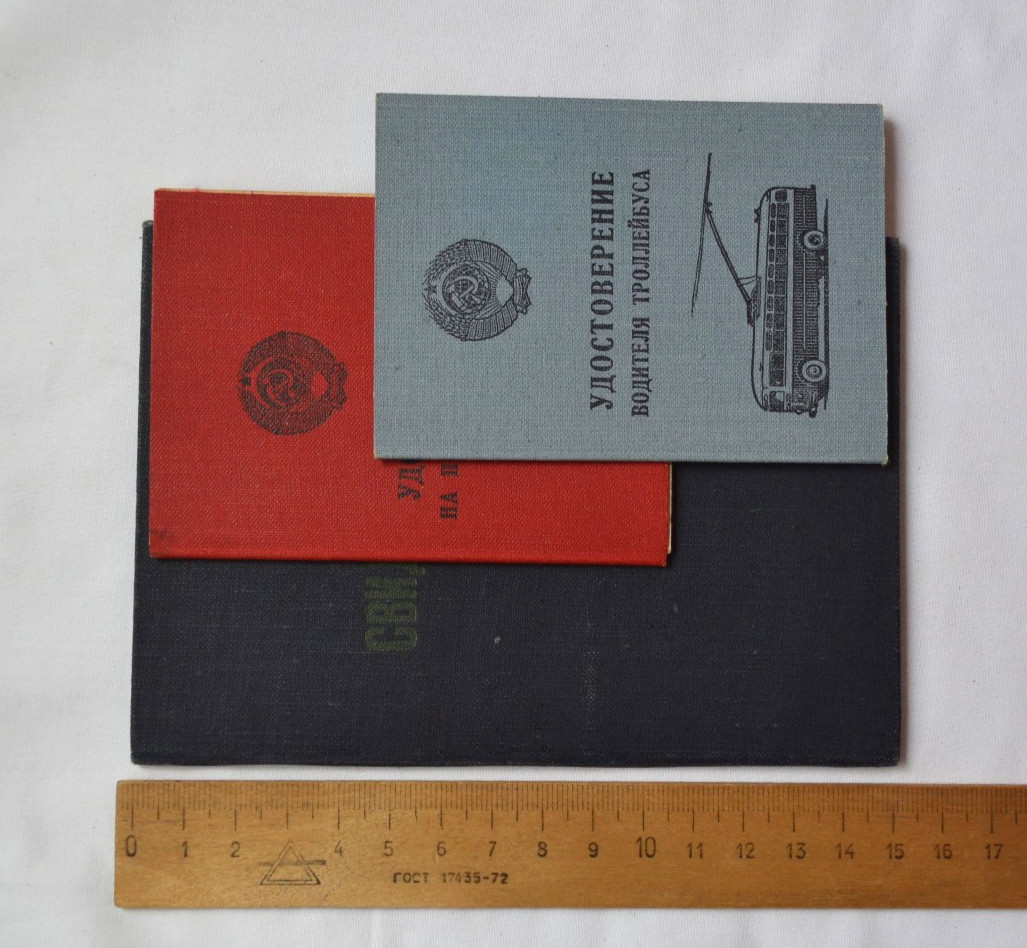 УДОСТОВЕРЕНИЕ
ВОДИТЕЛЯ ТРОЛЛЕЙБУСА
УД
НА П
СВИ
0 1 2 4 5 6 7 8 9 10 11 12 13 14 15 16 17
ГОСТ 17435-72